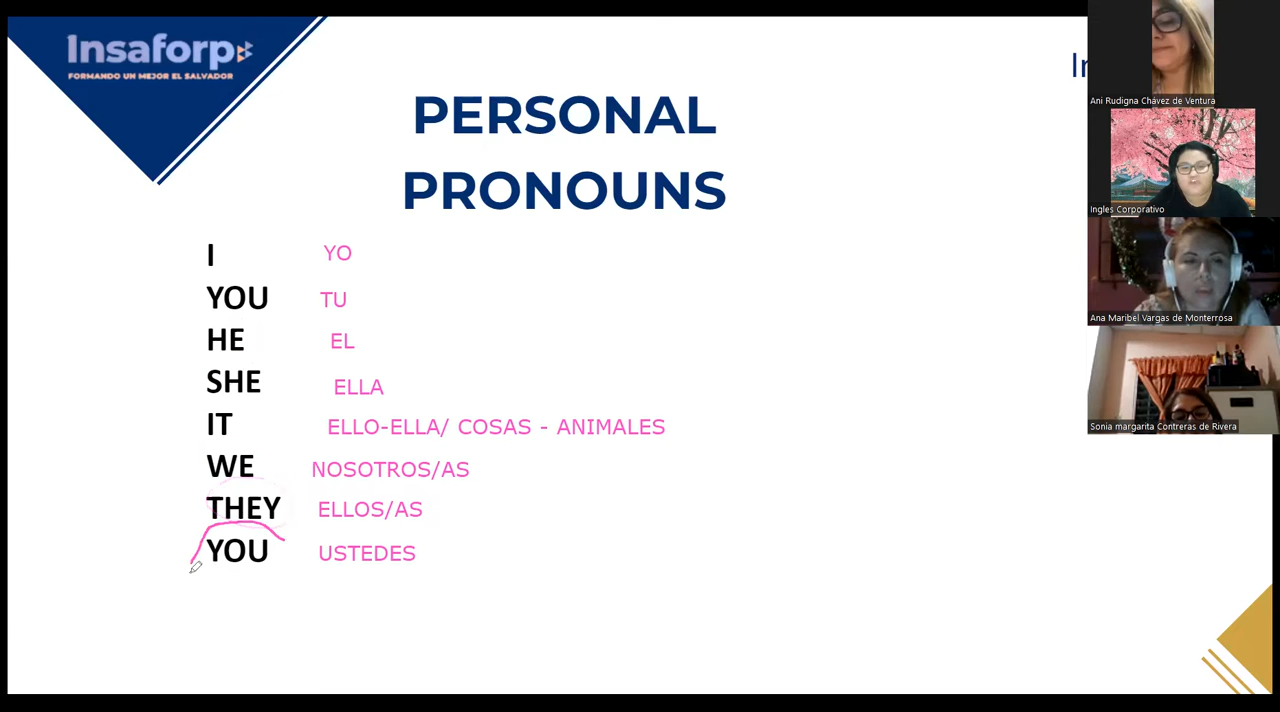 Insaforp
FORMANDO UN MEJOR EL SALVADOR
PERSONAL
PRONOUNS
I YO
YOU TU
HE EL
SHE ELLA
IT ELLO-ELLA/ COSAS - ANIMALES
WE NOSOTROS/AS
THEY ELLOS/AS
YOU USTEDES
Ani Rudigna Chávez de Ventura
Ingles Corporativo
Ana Maribel Vargas de Monterrosa
Sonia margarita Contreras de Rivera